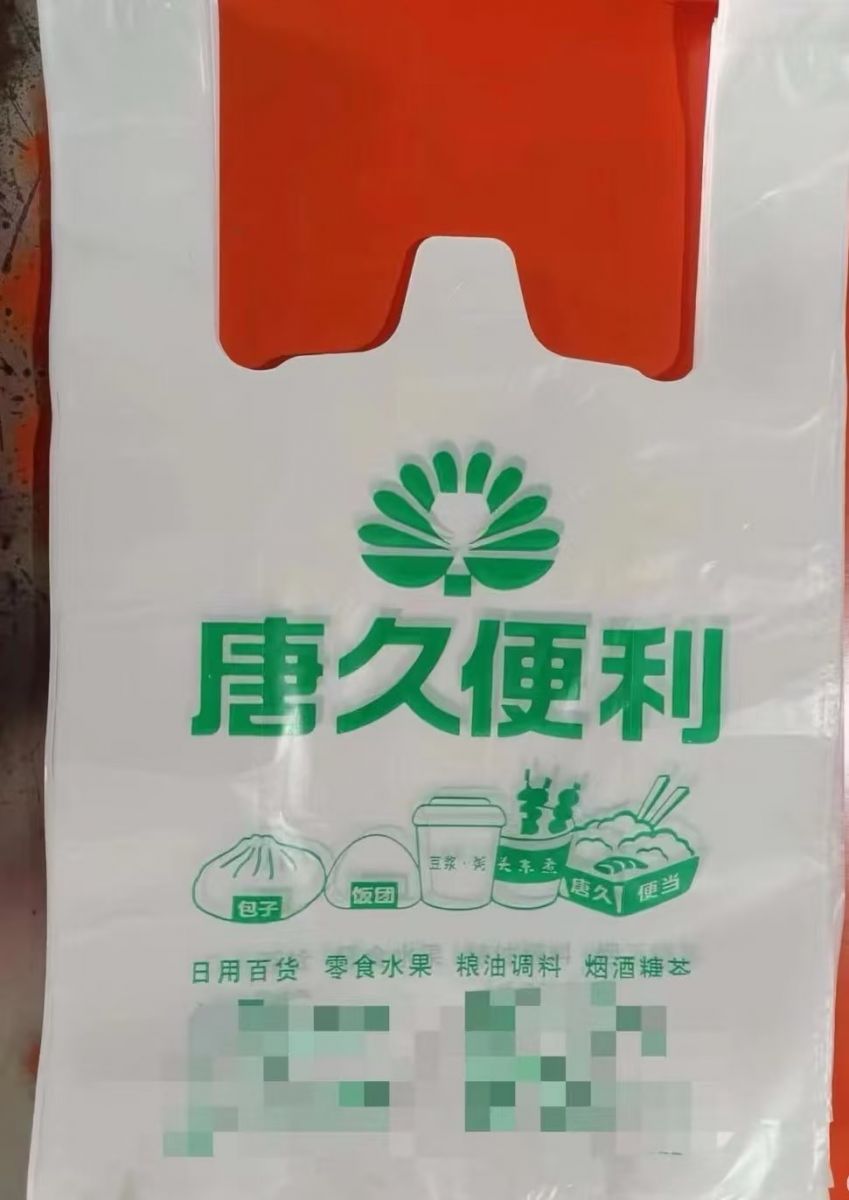 唐久便利
包子 饭团 豆浆·粥 关东煮 唐久 便当
日用百货 零食水果 粮油调料 烟酒糖茶